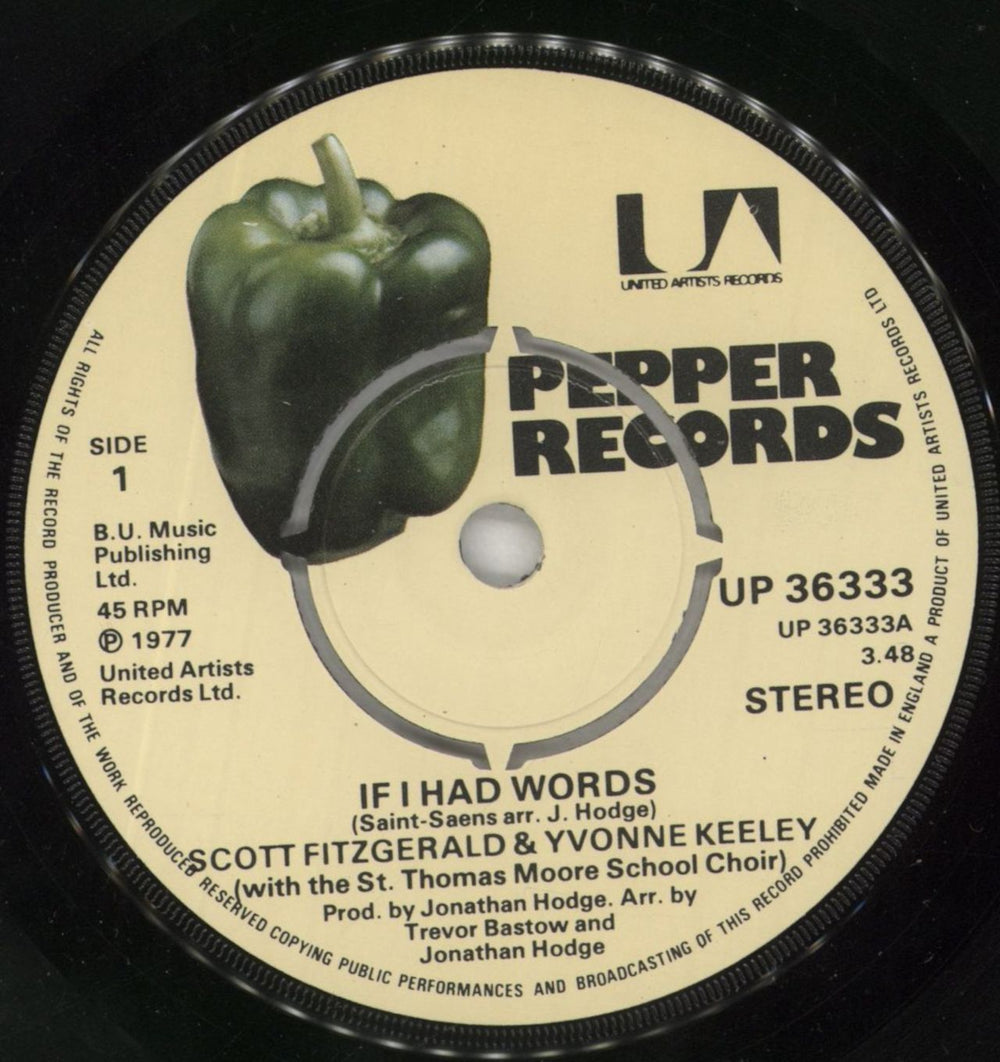 UA
UNITED ARTISTS RECORDS
PEPPER
RECORDS
SIDE
1
B.U. Music
Publishing
Ltd.
45 RPM
Ⓟ 1977
United Artists
Records Ltd.
UP 36333
UP 36333A
3.48
STEREO
IF I HAD WORDS
(Saint-Saens arr. J. Hodge)
SCOTT FITZGERALD & YVONNE KEELEY
(with the St. Thomas Moore School Choir)
Prod. by Jonathan Hodge. Arr. by
Trevor Bastow and
Jonathan Hodge
ALL RIGHTS OF THE RECORD PRODUCER AND OF THE WORK REPRODUCED RESERVED COPYING PUBLIC PERFORMANCES AND BROADCASTING OF THIS RECORD PROHIBITED MADE IN ENGLAND A PRODUCT OF UNITED ARTISTS RECORDS LTD